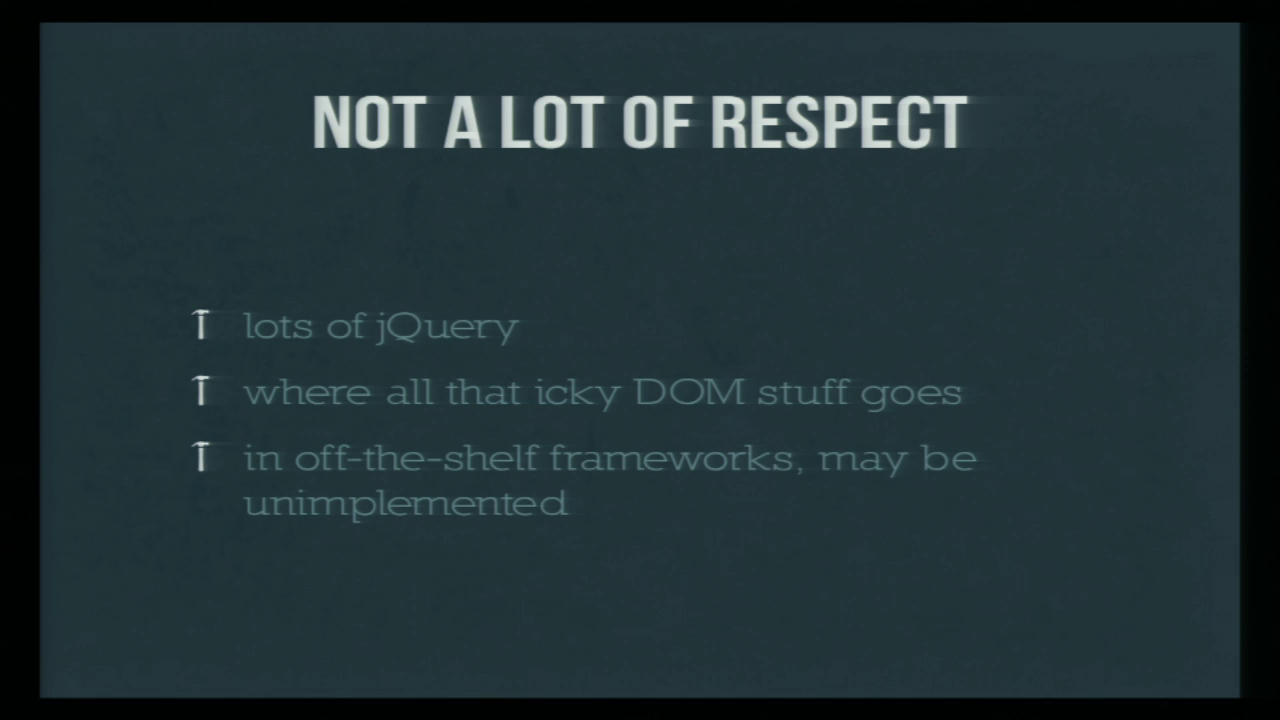 NOT A LOT OF RESPECT
lots of jQuery
where all that icky DOM stuff goes
in off-the-shelf frameworks, may be
unimplemented